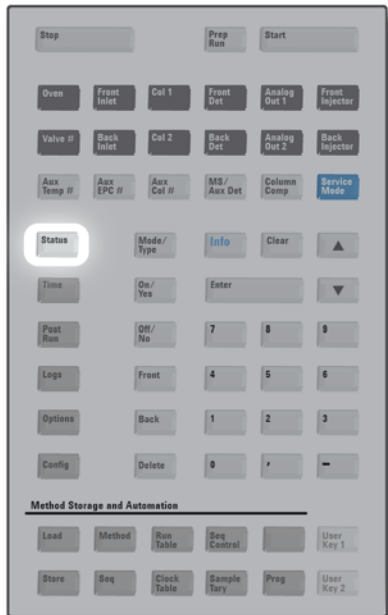 Stop Prep Run Start
Oven Front Inlet Col 1 Front Det Analog Out 1 Front Injector
Valve # Back Inlet Col 2 Back Det Analog Out 2 Back Injector
Aux Temp # Aux EPC # Aux Col # MS/ Aux Det Column Comp Service Mode
Status Mode/ Type Info Clear ▲
Time On/ Yes Enter ▼
Post Run Off/ No 7 8 9
Logs Front 4 5 6
Options Back 1 2 3
Config Delete 0 , -
Method Storage and Automation
Load Method Run Table Seq Control User Key 1
Store Seq Clock Table Sample Tary Prog User Key 2